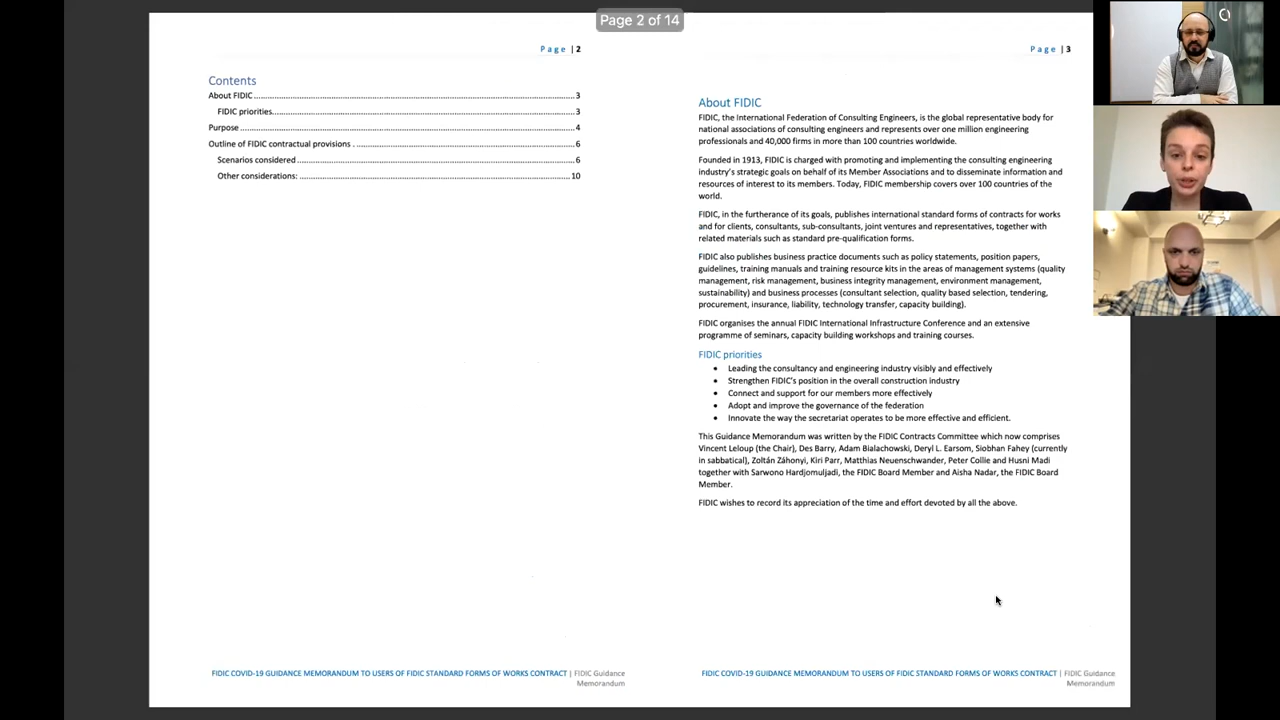 Page 2 of 14
Page | 2
Contents
About FIDIC ........................................................................................................................ 3
FIDIC priorities.................................................................................................................. 3
Purpose ............................................................................................................................. 4
Outline of FIDIC contractual provisions . ........................................................................... 6
Scenarios considered ........................................................................................................ 6
Other considerations: ...................................................................................................... 10
FIDIC COVID-19 GUIDANCE MEMORANDUM TO USERS OF FIDIC STANDARD FORMS OF WORKS CONTRACT | FIDIC Guidance
Memorandum
Page | 3
About FIDIC
FIDIC, the International Federation of Consulting Engineers, is the global representative body for
national associations of consulting engineers and represents over one million engineering
professionals and 40,000 firms in more than 100 countries worldwide.
Founded in 1913, FIDIC is charged with promoting and implementing the consulting engineering
industry's strategic goals on behalf of its Member Associations and to disseminate information and
resources of interest to its members. Today, FIDIC membership covers over 100 countries of the
world.
FIDIC, in the furtherance of its goals, publishes international standard forms of contracts for works
and for clients, consultants, sub-consultants, joint ventures and representatives, together with
related materials such as standard pre-qualification forms.
FIDIC also publishes business practice documents such as policy statements, position papers,
guidelines, training manuals and training resource kits in the areas of management systems (quality
management, risk management, business integrity management, environment management,
sustainability) and business processes (consultant selection, quality based selection, tendering,
procurement, insurance, liability, technology transfer, capacity building).
FIDIC organises the annual FIDIC International Infrastructure Conference and an extensive
programme of seminars, capacity building workshops and training courses.
FIDIC priorities
• Leading the consultancy and engineering industry visibly and effectively
• Strengthen FIDIC's position in the overall construction industry
• Connect and support for our members more effectively
• Adopt and improve the governance of the federation
• Innovate the way the secretariat operates to be more effective and efficient.
This Guidance Memorandum was written by the FIDIC Contracts Committee which now comprises
Vincent Leloup (the Chair), Des Barry, Adam Bialachowski, Deryl L. Earsom, Siobhan Fahey (currently
in sabbatical), Zoltán Záhonyi, Kiri Parr, Matthias Neuenschwander, Peter Collie and Husni Madi
together with Sarwono Hardjomuljadi, the FIDIC Board Member and Aisha Nadar, the FIDIC Board
Member.
FIDIC wishes to record its appreciation of the time and effort devoted by all the above.
FIDIC COVID-19 GUIDANCE MEMORANDUM TO USERS OF FIDIC STANDARD FORMS OF WORKS CONTRACT | FIDIC Guidance
Memorandum